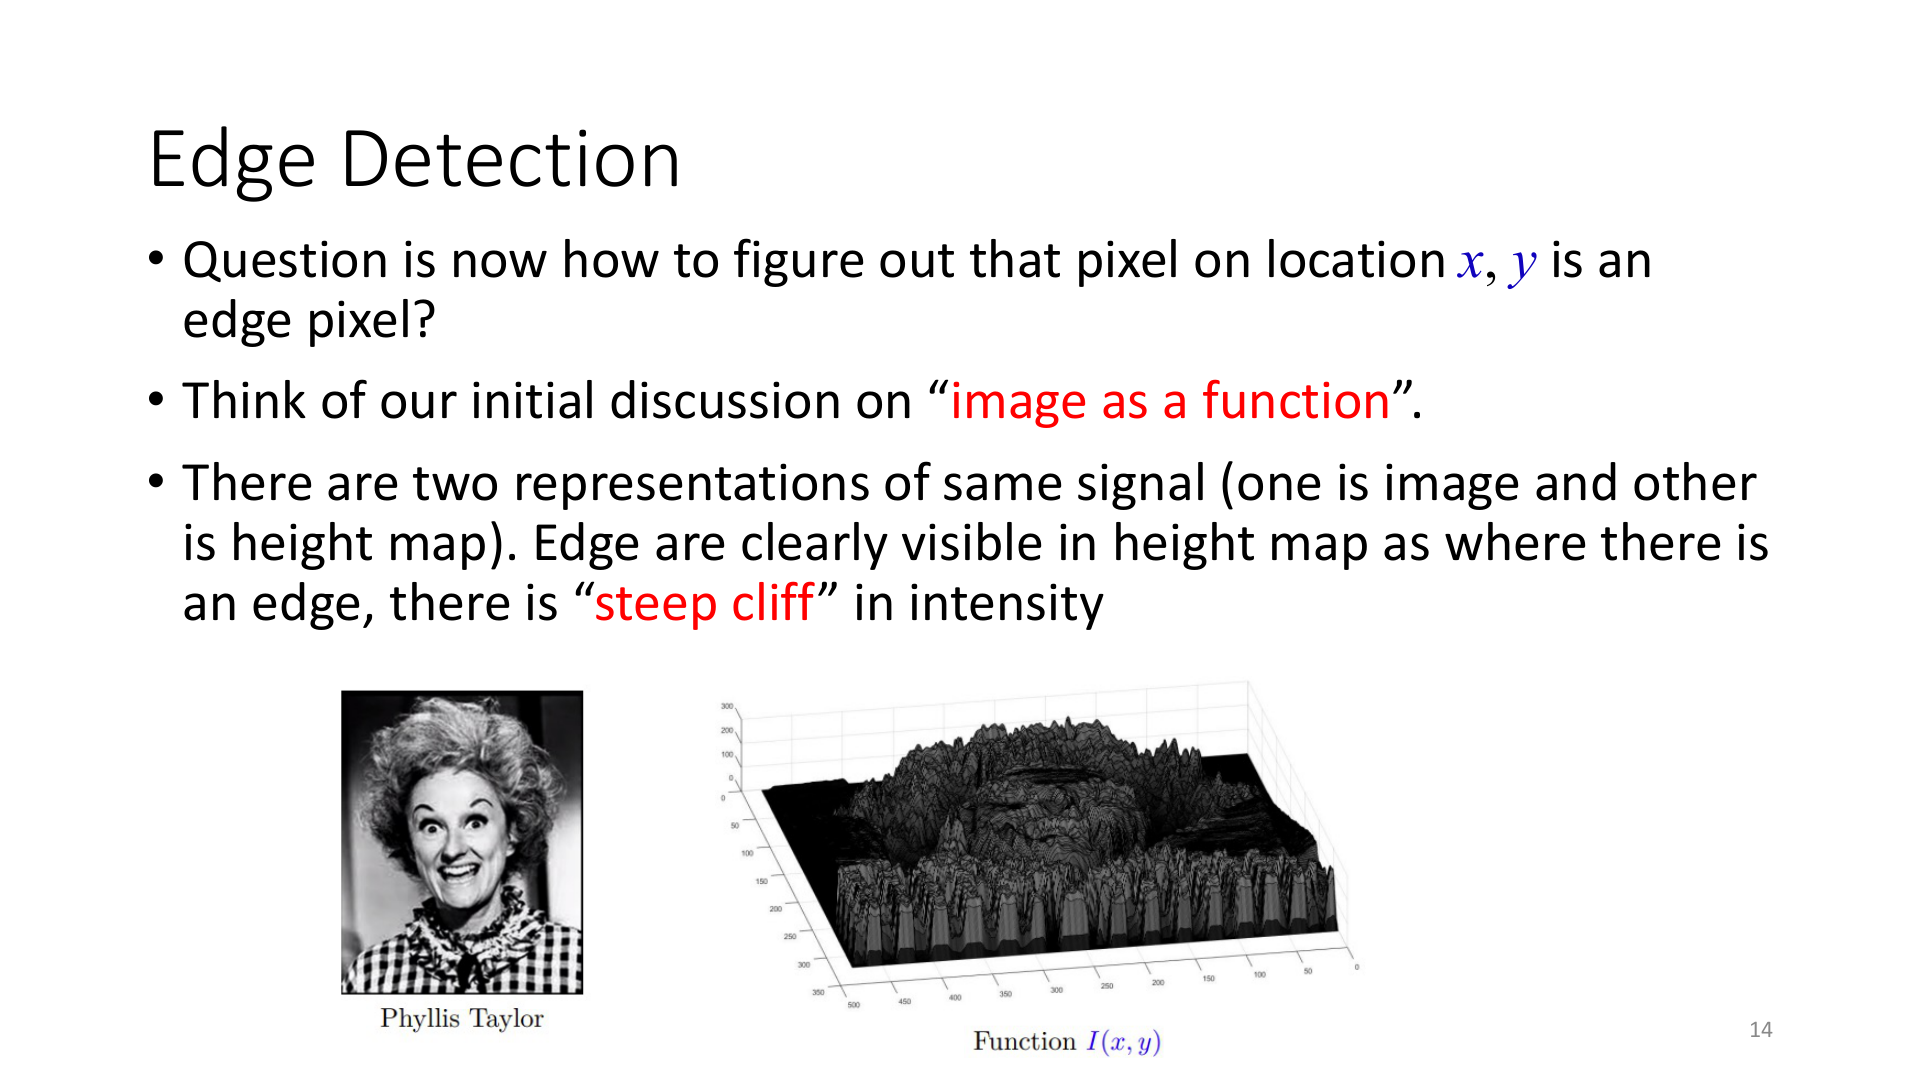 Edge Detection
• Question is now how to figure out that pixel on location x, y is an
edge pixel?
• Think of our initial discussion on “image as a function”.
• There are two representations of same signal (one is image and other
is height map). Edge are clearly visible in height map as where there is
an edge, there is “steep cliff” in intensity
300
200
100
0
0
50
100
150
200
250
300
350
500
450
400
350
300
250
200
150
100
50
0
Phyllis Taylor
Function I(x, y)
14